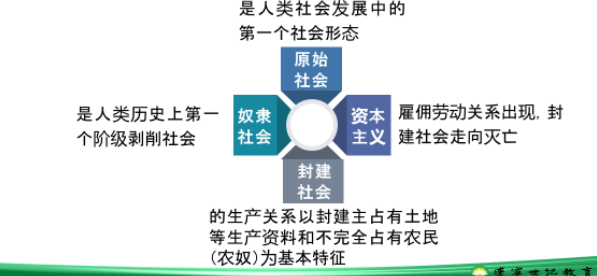 是人类社会发展中的
第一个社会形态
原始
社会
是人类历史上第一
个阶级剥削社会
奴隶
社会
资本
主义
雇佣劳动关系出现,封
建社会走向灭亡
封建
社会
的生产关系以封建主占有土地
等生产资料和不完全占有农民
(农奴)为基本特征